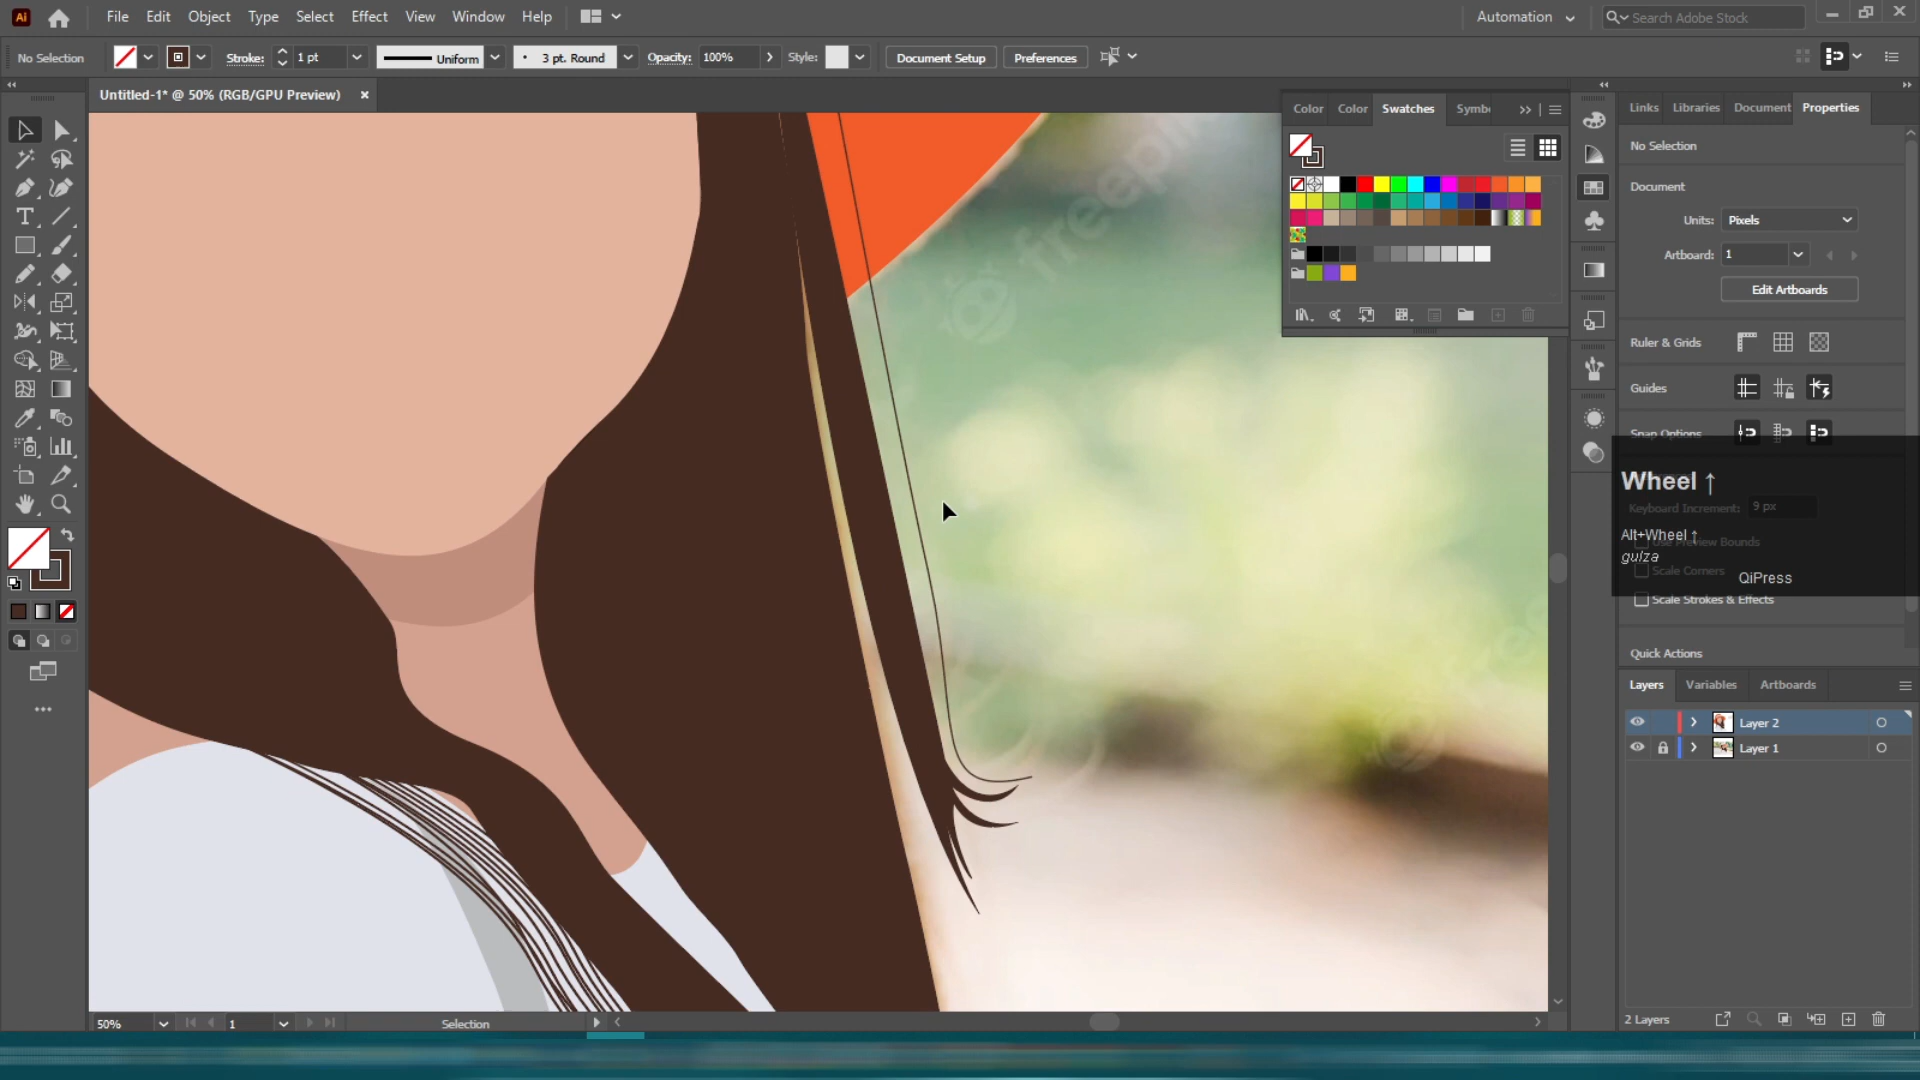 Ai File Edit Object Type Select Effect View Window Help Automation Search Adobe Stock
No Selection Stroke: 1 pt Uniform 3 pt. Round Opacity: 100% Style: Document Setup Preferences
Untitled-1* @ 50% (RGB/GPU Preview)
Color Color Swatches Symb
Links Libraries Document Properties
No Selection
Document
Units: Pixels
Artboard: 1
Edit Artboards
Ruler & Grids
Guides
Snap Options
Wheel ↑
Keyboard Increment: 9 px
Alt+Wheel ↑
Use Preview Bounds
gulza
Scale Corners
QiPress
Scale Strokes & Effects
Quick Actions
Layers Variables Artboards
Layer 2
Layer 1
50% 1 Selection
2 Layers